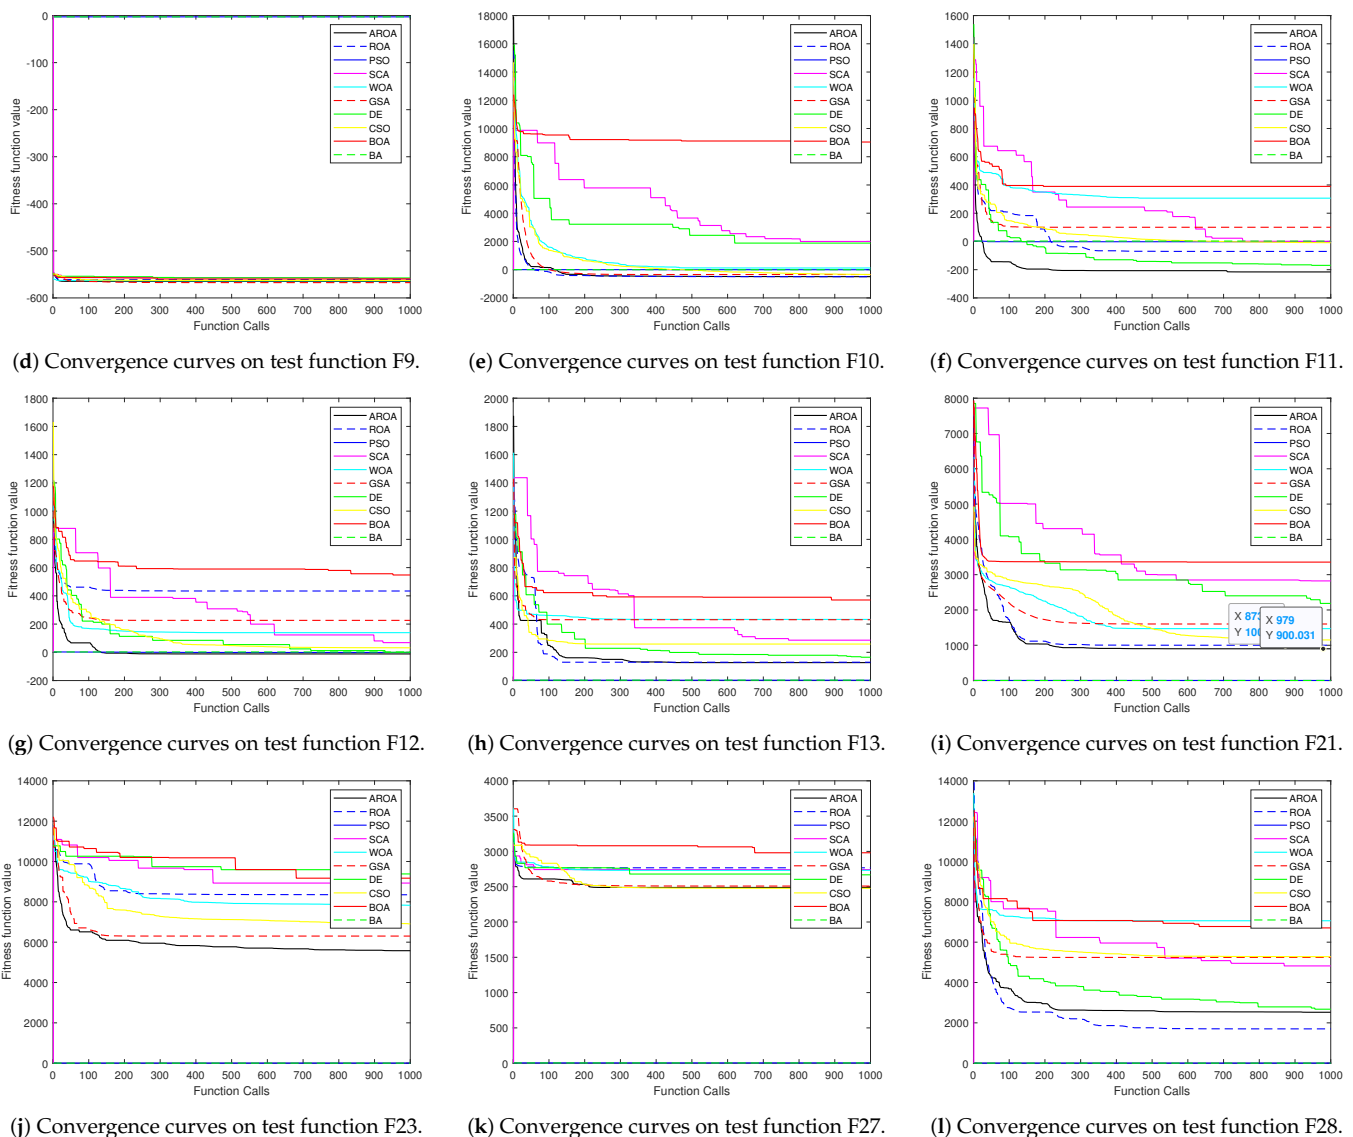 0
-100
-200
-300
-400
-500
-600
Fitness function value
0 100 200 300 400 500 600 700 800 900 1000
Function Calls
AROA
ROA
PSO
SCA
WOA
GSA
DE
CSO
BOA
BA
(d) Convergence curves on test function F9.
18000
16000
14000
12000
10000
8000
6000
4000
2000
0
-2000
Fitness function value
0 100 200 300 400 500 600 700 800 900 1000
Function Calls
AROA
ROA
PSO
SCA
WOA
GSA
DE
CSO
BOA
BA
(e) Convergence curves on test function F10.
1600
1400
1200
1000
800
600
400
200
0
-200
-400
Fitness function value
0 100 200 300 400 500 600 700 800 900 1000
Function Calls
AROA
ROA
PSO
SCA
WOA
GSA
DE
CSO
BOA
BA
(f) Convergence curves on test function F11.
1800
1600
1400
1200
1000
800
600
400
200
0
-200
Fitness function value
0 100 200 300 400 500 600 700 800 900 1000
Function Calls
AROA
ROA
PSO
SCA
WOA
GSA
DE
CSO
BOA
BA
(g) Convergence curves on test function F12.
2000
1800
1600
1400
1200
1000
800
600
400
200
0
Fitness function value
0 100 200 300 400 500 600 700 800 900 1000
Function Calls
AROA
ROA
PSO
SCA
WOA
GSA
DE
CSO
BOA
BA
(h) Convergence curves on test function F13.
8000
7000
6000
5000
4000
3000
2000
1000
0
Fitness function value
0 100 200 300 400 500 600 700 800 900 1000
Function Calls
AROA
ROA
PSO
SCA
WOA
GSA
DE
CSO
BOA
BA
X 873
Y 100
X 979
Y 900.031
(i) Convergence curves on test function F21.
14000
12000
10000
8000
6000
4000
2000
0
Fitness function value
0 100 200 300 400 500 600 700 800 900 1000
Function Calls
AROA
ROA
PSO
SCA
WOA
GSA
DE
CSO
BOA
BA
(j) Convergence curves on test function F23.
4000
3500
3000
2500
2000
1500
1000
500
0
Fitness function value
0 100 200 300 400 500 600 700 800 900 1000
Function Calls
AROA
ROA
PSO
SCA
WOA
GSA
DE
CSO
BOA
BA
(k) Convergence curves on test function F27.
14000
12000
10000
8000
6000
4000
2000
0
Fitness function value
0 100 200 300 400 500 600 700 800 900 1000
Function Calls
AROA
ROA
PSO
SCA
WOA
GSA
DE
CSO
BOA
BA
(l) Convergence curves on test function F28.